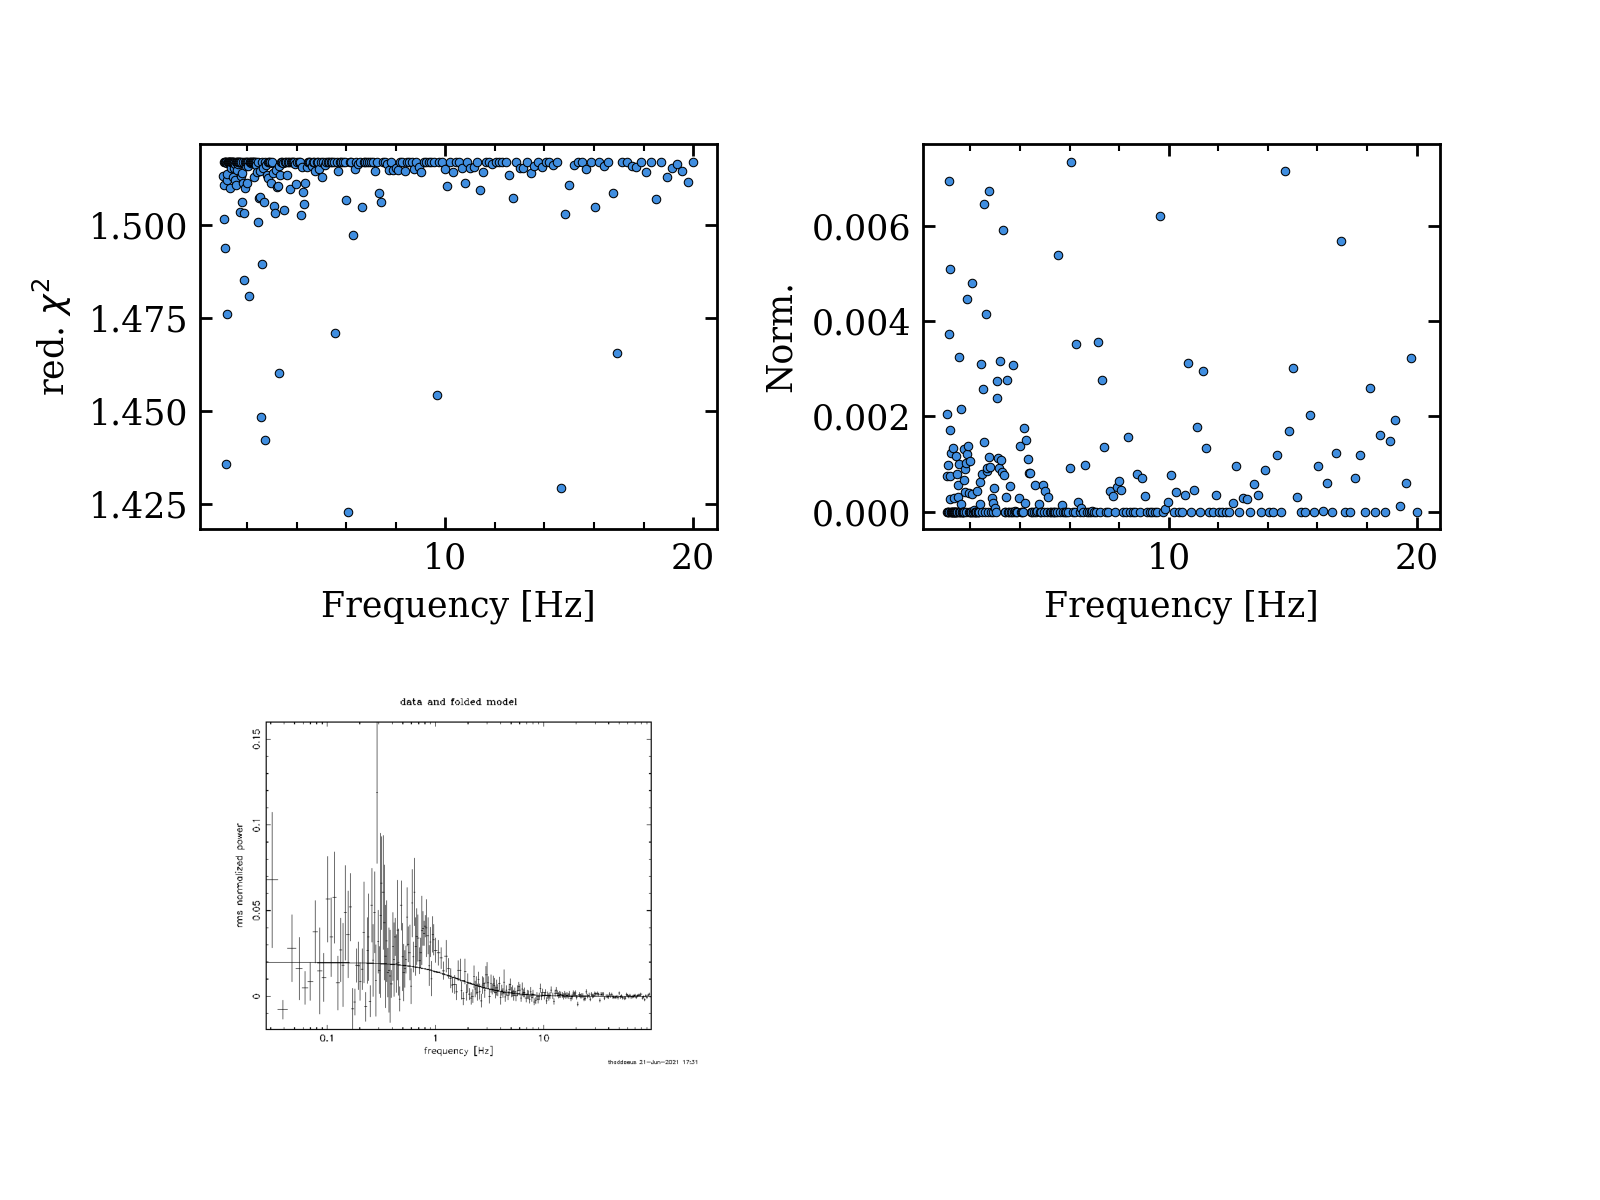 1.500
1.475
1.450
1.425
red. χ²
10 20
Frequency [Hz]
0.006
0.004
0.002
0.000
Norm.
10 20
Frequency [Hz]
data and folded model
0.15
0.1
0.05
0
rms normalized power
0.1 1 10
frequency [Hz]
thaddaeus 21-Jun-2021 17:31